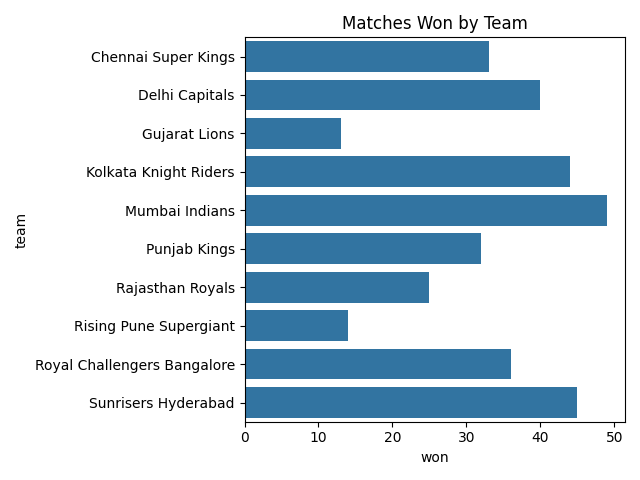 Matches Won by Team
team
Chennai Super Kings
Delhi Capitals
Gujarat Lions
Kolkata Knight Riders
Mumbai Indians
Punjab Kings
Rajasthan Royals
Rising Pune Supergiant
Royal Challengers Bangalore
Sunrisers Hyderabad
0 10 20 30 40 50
won